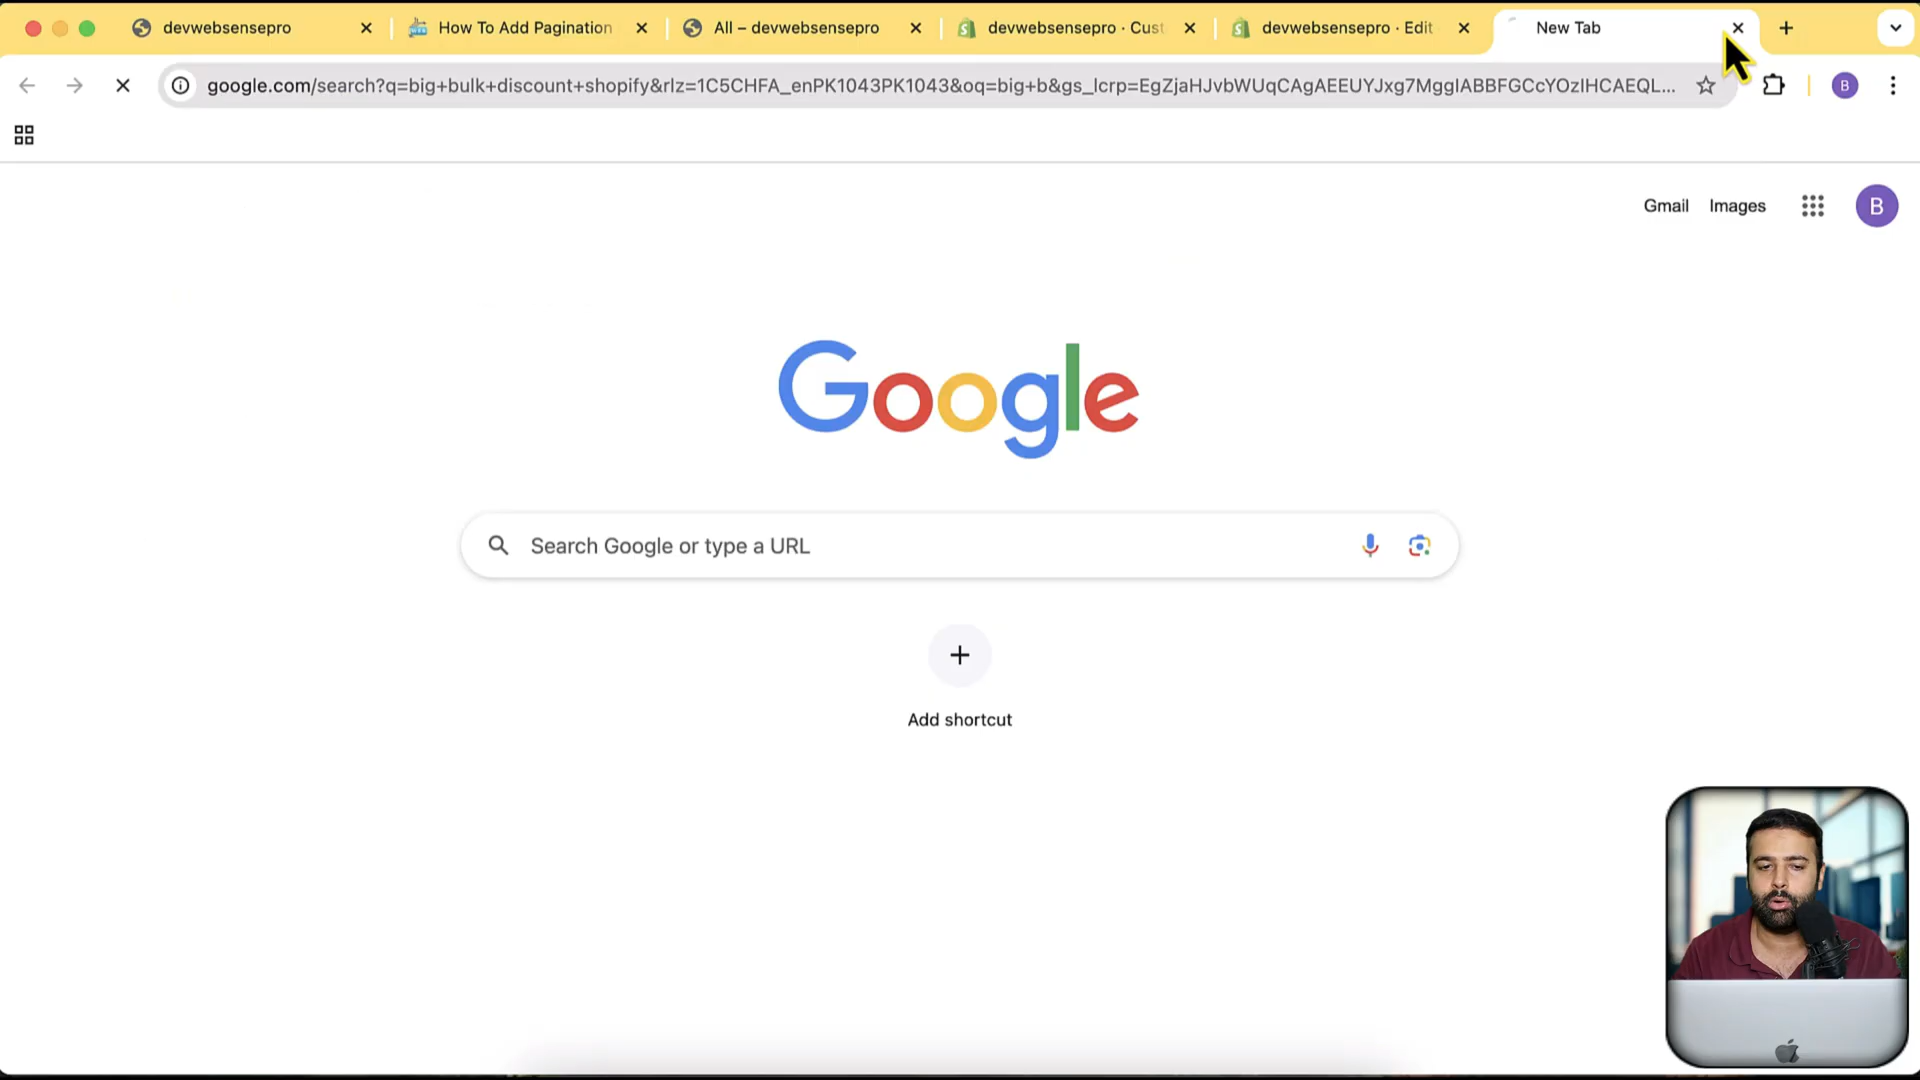 devwebsensepro
How To Add Pagination
All – devwebsensepro
devwebsensepro · Cust
devwebsensepro · Edit
New Tab
google.com/search?q=big+bulk+discount+shopify&rlz=1C5CHFA_enPK1043PK1043&oq=big+b&gs_lcrp=EgZjaHJvbWUqCAgAEEUYJxg7MggIABBFGCcYOzIHCAEQL...
B
Gmail
Images
B
Google
Search Google or type a URL
Add shortcut